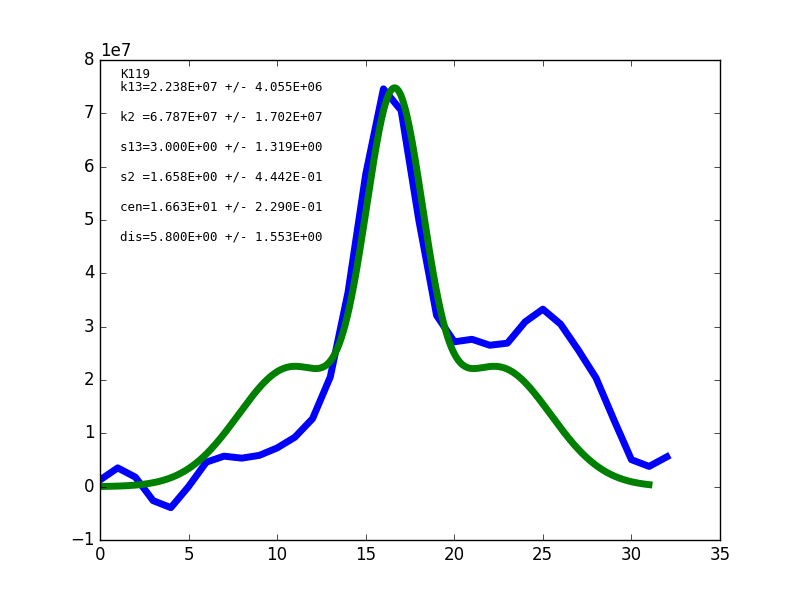 1e7
K119
k13=2.238E+07 +/- 4.055E+06
k2 =6.787E+07 +/- 1.702E+07
s13=3.000E+00 +/- 1.319E+00
s2 =1.658E+00 +/- 4.442E-01
cen=1.663E+01 +/- 2.290E-01
dis=5.800E+00 +/- 1.553E+00
8
7
6
5
4
3
2
1
0
−1
0 5 10 15 20 25 30 35